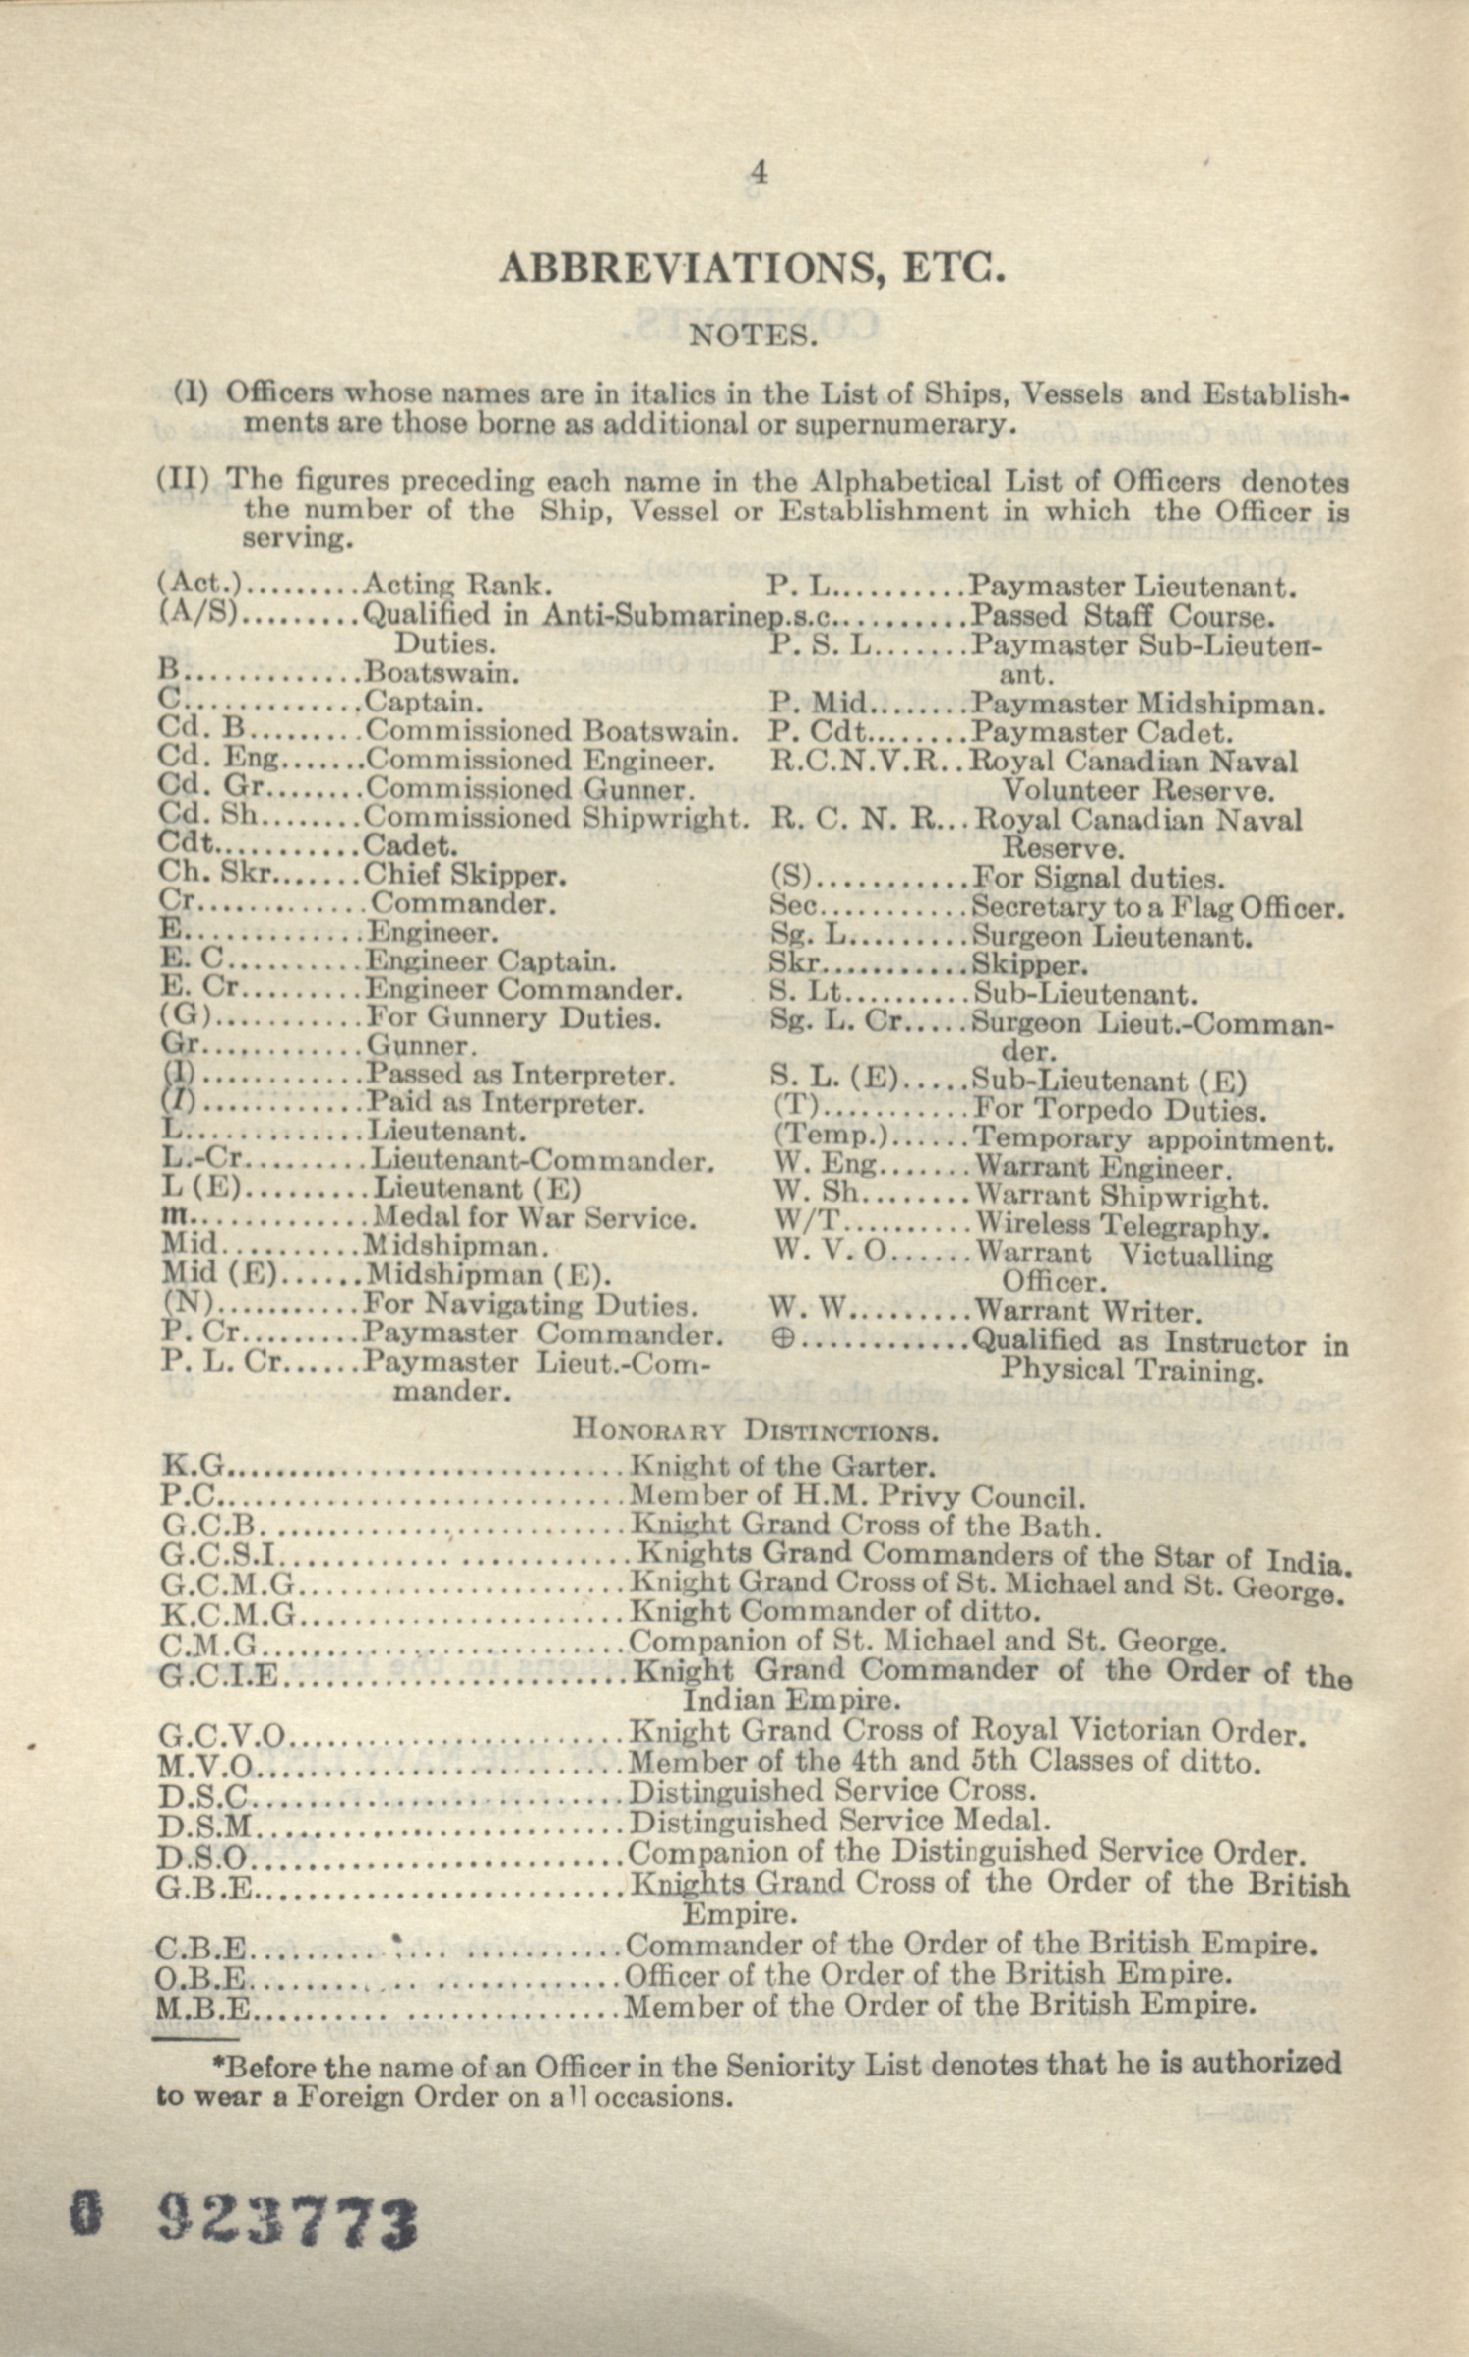 4
ABBREVIATIONS, ETC.
NOTES.
(I) Officers whose names are in italics in the List of Ships, Vessels and Establish-
ments are those borne as additional or supernumerary.
(II) The figures preceding each name in the Alphabetical List of Officers denotes
the number of the Ship, Vessel or Establishment in which the Officer is
serving.
(Act.).........Acting Rank.
(A/S).........Qualified in Anti-Submarine
Duties.
B.............Boatswain.
C.............Captain.
Cd. B.........Commissioned Boatswain.
Cd. Eng.......Commissioned Engineer.
Cd. Gr........Commissioned Gunner.
Cd. Sh........Commissioned Shipwright.
Cdt...........Cadet.
Ch. Skr.......Chief Skipper.
Cr.............Commander.
E.............Engineer.
E. C..........Engineer Captain.
E. Cr.........Engineer Commander.
(G)...........For Gunnery Duties.
Gr............Gunner.
(I)............Passed as Interpreter.
(I)............Paid as Interpreter.
L.............Lieutenant.
L.-Cr.........Lieutenant-Commander.
L (E).........Lieutenant (E)
m.............Medal for War Service.
Mid..........Midshipman.
Mid (E)......Midshipman (E).
(N)...........For Navigating Duties.
P. Cr.........Paymaster Commander.
P. L. Cr......Paymaster Lieut.-Com-
mander.
P. L..........Paymaster Lieutenant.
p.s.c..........Passed Staff Course.
P. S. L.......Paymaster Sub-Lieuten-
ant.
P. Mid........Paymaster Midshipman.
P. Cdt........Paymaster Cadet.
R.C.N.V.R..Royal Canadian Naval
Volunteer Reserve.
R. C. N. R...Royal Canadian Naval
Reserve.
(S)...........For Signal duties.
Sec...........Secretary to a Flag Officer.
Sg. L.........Surgeon Lieutenant.
Skr...........Skipper.
S. Lt.........Sub-Lieutenant.
Sg. L. Cr.....Surgeon Lieut.-Comman-
der.
S. L. (E).....Sub-Lieutenant (E)
(T)...........For Torpedo Duties.
(Temp.)......Temporary appointment.
W. Eng.......Warrant Engineer.
W. Sh........Warrant Shipwright.
W/T..........Wireless Telegraphy.
W. V. O......Warrant Victualling
Officer.
W. W.........Warrant Writer.
⊕............Qualified as Instructor in
Physical Training.
HONORARY DISTINCTIONS.
K.G.............................Knight of the Garter.
P.C.............................Member of H.M. Privy Council.
G.C.B. .........................Knight Grand Cross of the Bath.
G.C.S.I............ ............Knights Grand Commanders of the Star of India.
G.C.M.G.......................Knight Grand Cross of St. Michael and St. George.
K.C.M.G.......................Knight Commander of ditto.
C.M.G..........................Companion of St. Michael and St. George.
G.C.I.E.........................Knight Grand Commander of the Order of the
Indian Empire.
G.C.V.O........................Knight Grand Cross of Royal Victorian Order.
M.V.O..........................Member of the 4th and 5th Classes of ditto.
D.S.C...........................Distinguished Service Cross.
D.S.M..........................Distinguished Service Medal.
D.S.O...........................Companion of the Distinguished Service Order.
G.B.E..........................Knights Grand Cross of the Order of the British
Empire.
C.B.E......... .... ...........Commander of the Order of the British Empire.
O.B.E......... .. .............Officer of the Order of the British Empire.
M.B.E.......... ...............Member of the Order of the British Empire.
*Before the name of an Officer in the Seniority List denotes that he is authorized
to wear a Foreign Order on all occasions.
0 923773